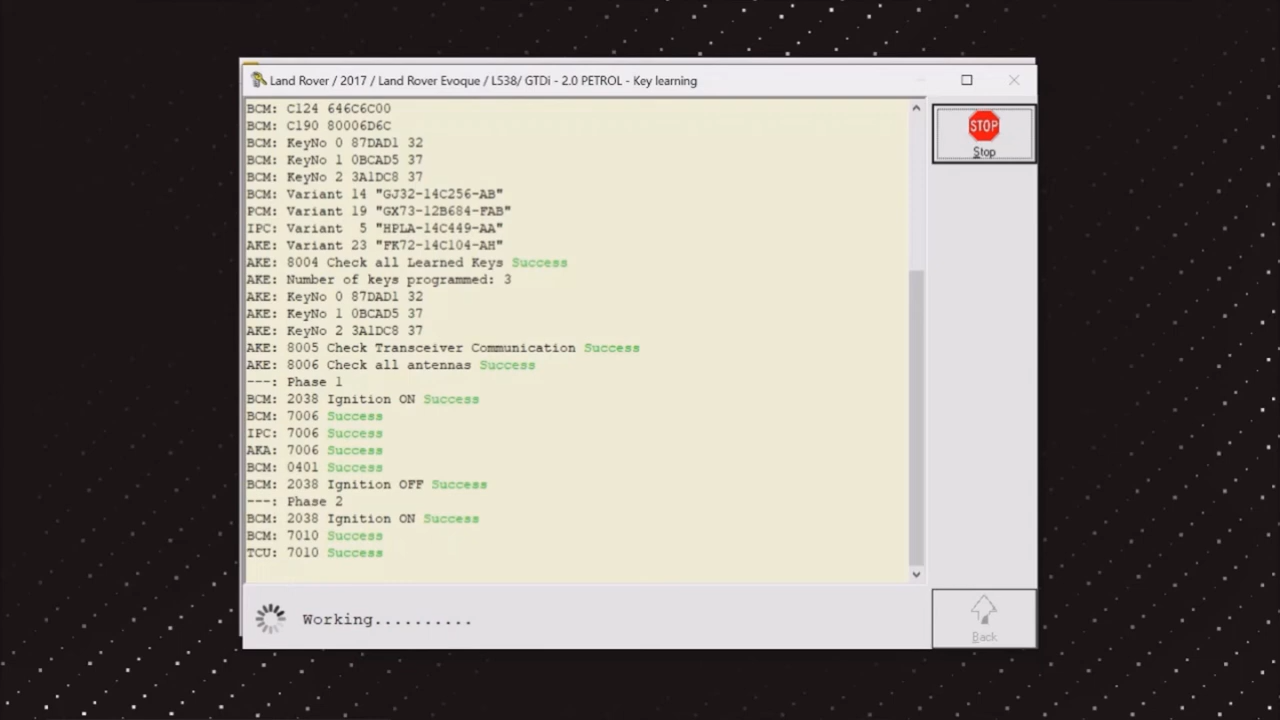 Land Rover / 2017 / Land Rover Evoque / L538/ GTDi - 2.0 PETROL - Key learning
BCM: C124 646C6C00
BCM: C190 80006D6C
BCM: KeyNo 0 87DAD1 32
BCM: KeyNo 1 0BCAD5 37
BCM: KeyNo 2 3A1DC8 37
BCM: Variant 14 "GJ32-14C256-AB"
PCM: Variant 19 "GX73-12B684-FAB"
IPC: Variant  5 "HPLA-14C449-AA"
AKE: Variant 23 "FK72-14C104-AH"
AKE: 8004 Check all Learned Keys Success
AKE: Number of keys programmed: 3
AKE: KeyNo 0 87DAD1 32
AKE: KeyNo 1 0BCAD5 37
AKE: KeyNo 2 3A1DC8 37
AKE: 8005 Check Transceiver Communication Success
AKE: 8006 Check all antennas Success
---: Phase 1
BCM: 2038 Ignition ON Success
BCM: 7006 Success
IPC: 7006 Success
AKA: 7006 Success
BCM: 0401 Success
BCM: 2038 Ignition OFF Success
---: Phase 2
BCM: 2038 Ignition ON Success
BCM: 7010 Success
TCU: 7010 Success
Working..........
STOP
Stop
Back